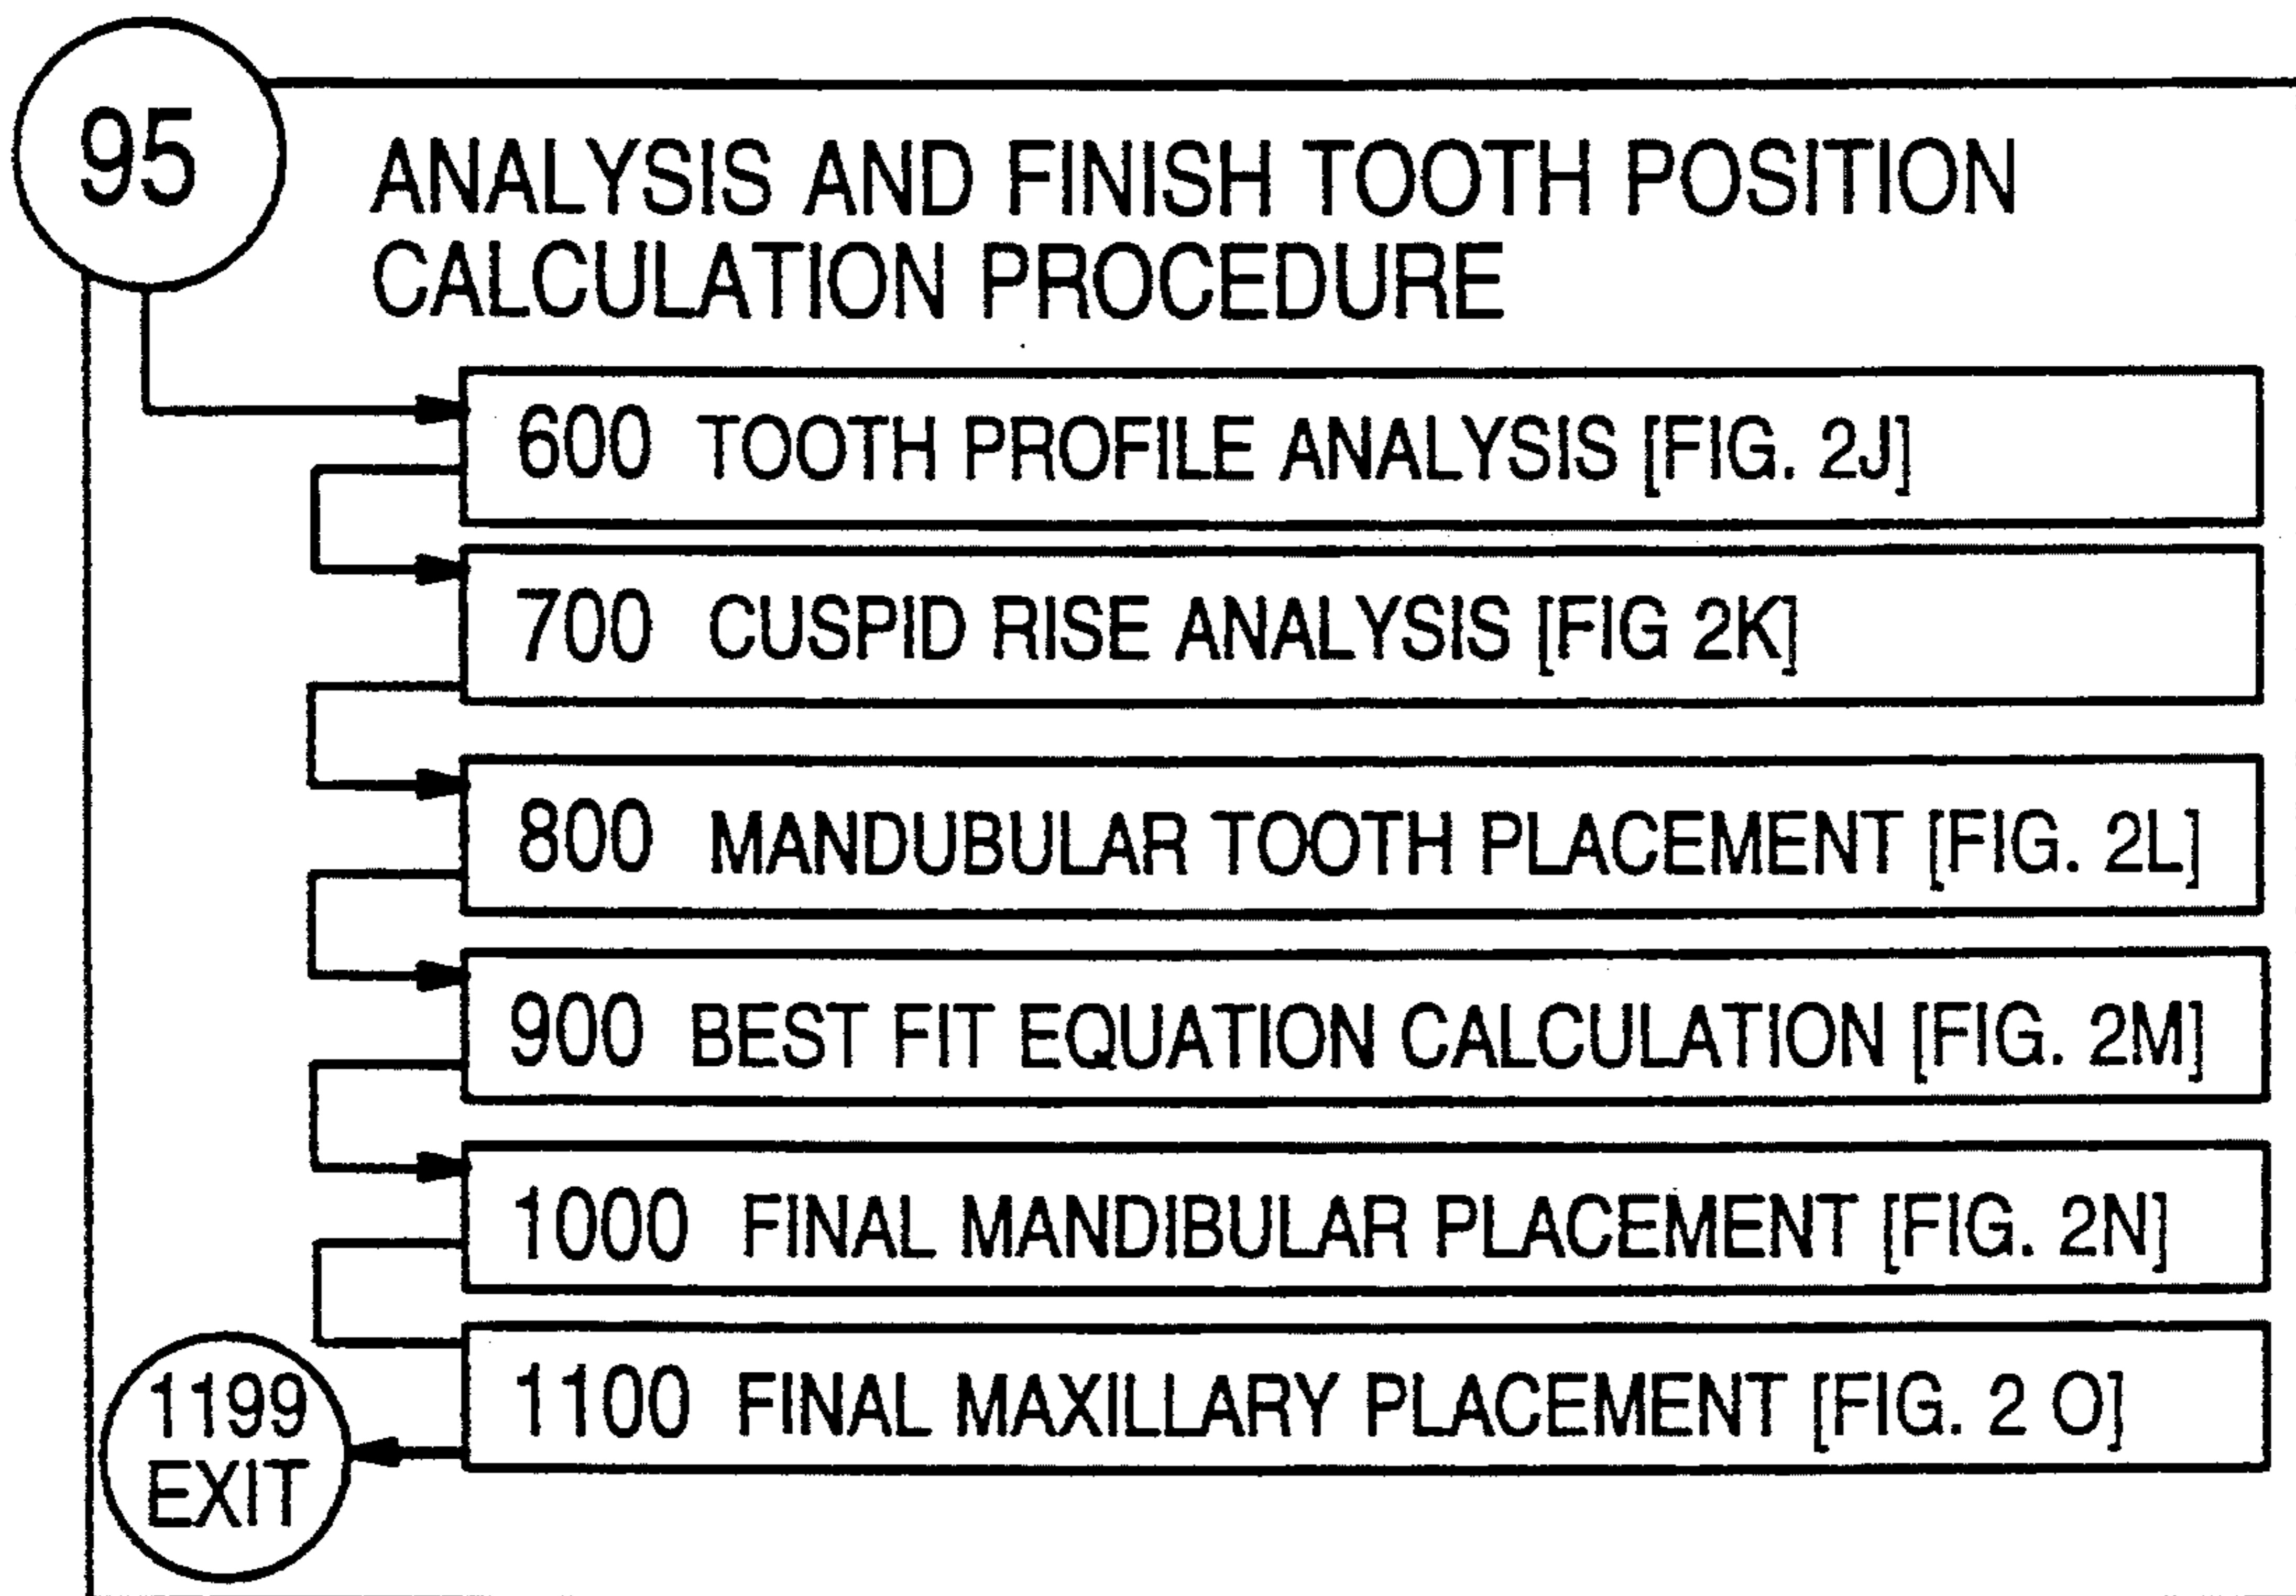 95
ANALYSIS AND FINISH TOOTH POSITION
CALCULATION PROCEDURE
600 TOOTH PROFILE ANALYSIS [FIG. 2J]
700 CUSPID RISE ANALYSIS [FIG 2K]
800 MANDUBULAR TOOTH PLACEMENT [FIG. 2L]
900 BEST FIT EQUATION CALCULATION [FIG. 2M]
1000 FINAL MANDIBULAR PLACEMENT [FIG. 2N]
1100 FINAL MAXILLARY PLACEMENT [FIG. 2 O]
1199
EXIT